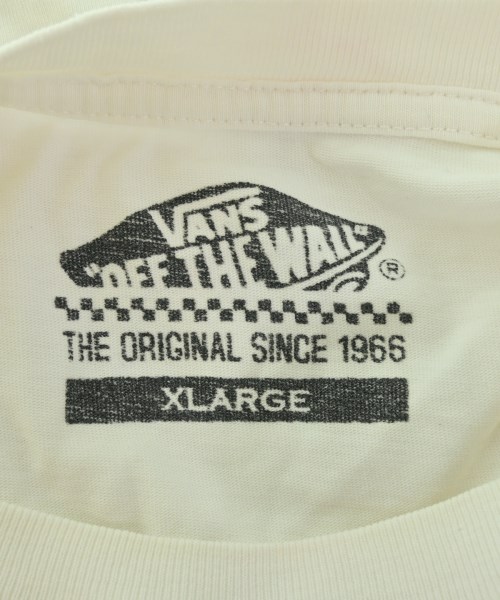 VANS
"OFF THE WALL"
®
THE ORIGINAL SINCE 1966
XLARGE